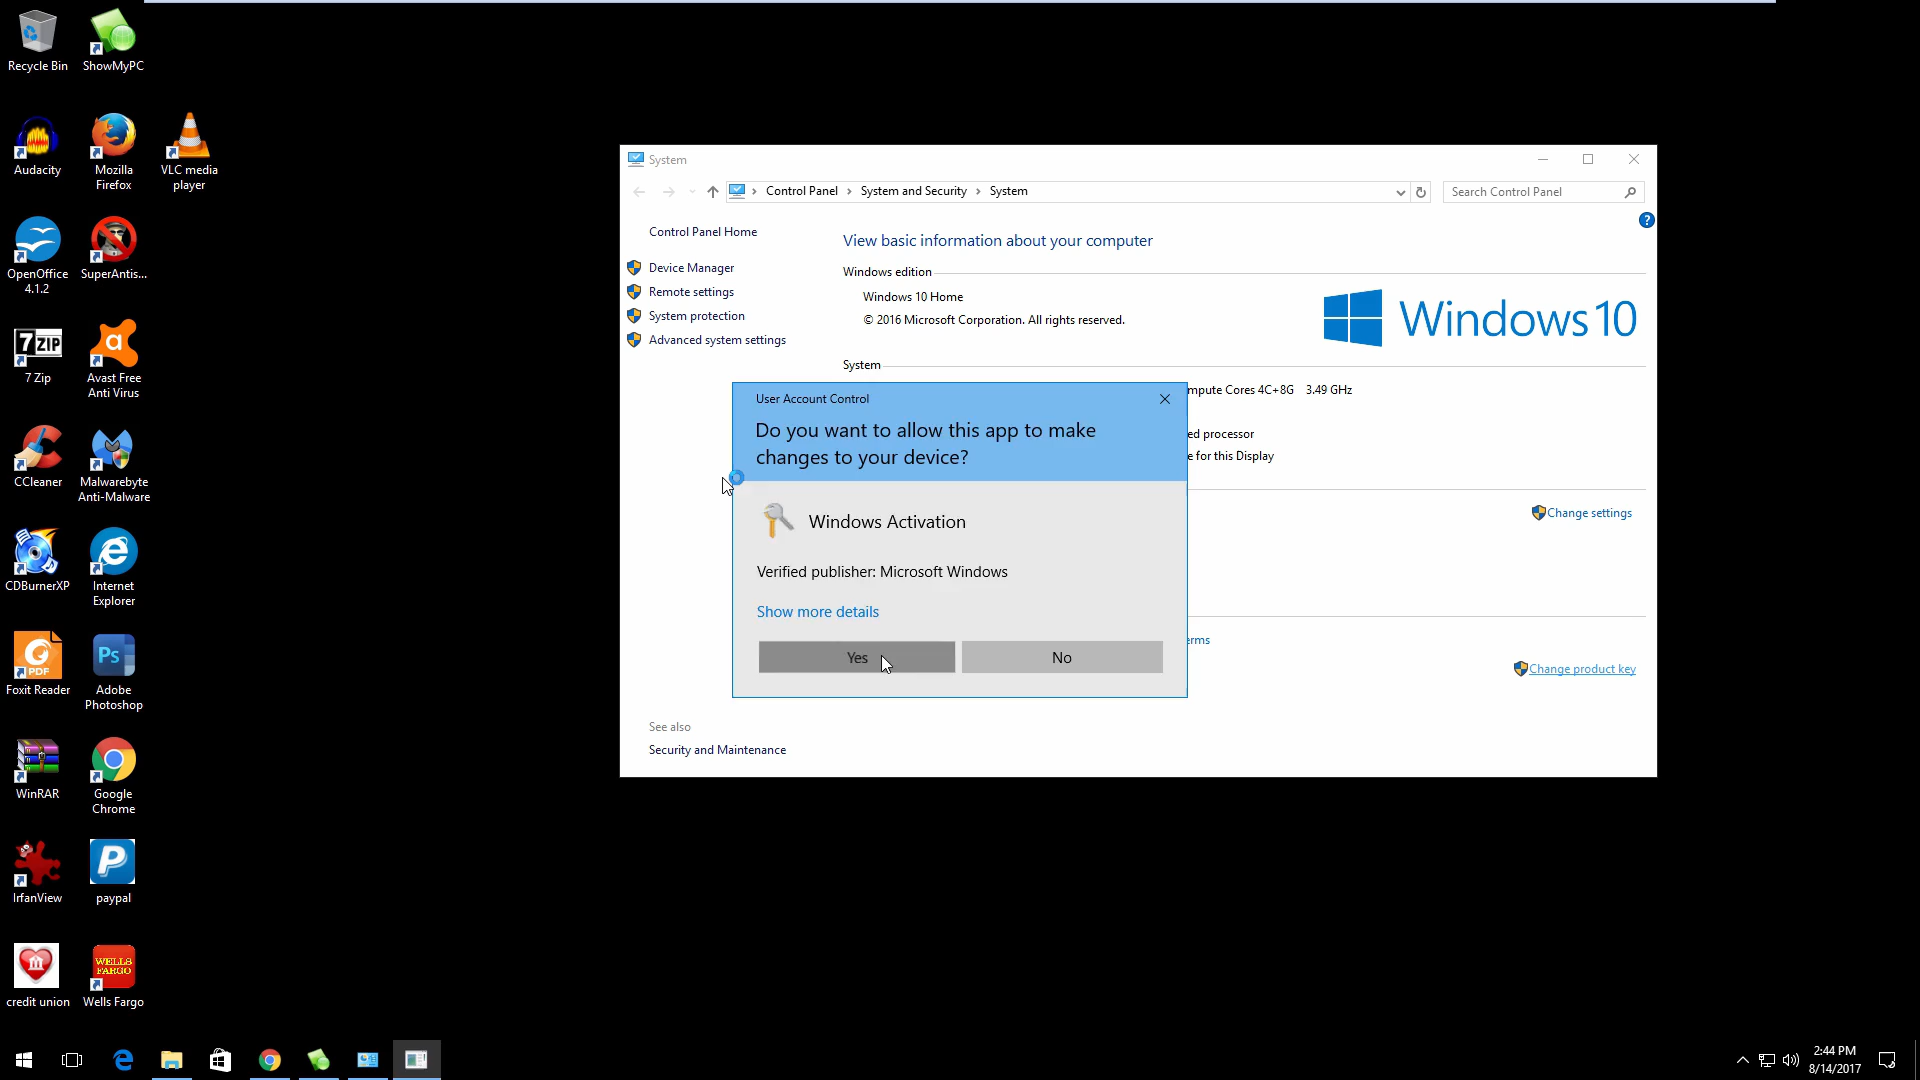 Recycle Bin
ShowMyPC
Audacity
Mozilla
Firefox
VLC media
player
OpenOffice
4.1.2
SuperAntis...
7ZIP
7 Zip
a
Avast Free
Anti Virus
CCleaner
Malwarebyte
Anti-Malware
CDBurnerXP
Internet
Explorer
PDF
Foxit Reader
Ps
Adobe
Photoshop
WinRAR
Google
Chrome
IrfanView
P
paypal
credit union
WELLS
FARGO
Wells Fargo
System
Control Panel
System and Security
System
Search Control Panel
?
Control Panel Home
Device Manager
Remote settings
System protection
Advanced system settings
View basic information about your computer
Windows edition
Windows 10 Home
© 2016 Microsoft Corporation. All rights reserved.
Windows 10
System
mpute Cores 4C+8G 3.49 GHz
ed processor
e for this Display
Change settings
erms
Change product key
See also
Security and Maintenance
User Account Control
Do you want to allow this app to make
changes to your device?
Windows Activation
Verified publisher: Microsoft Windows
Show more details
Yes
No
2:44 PM
8/14/2017